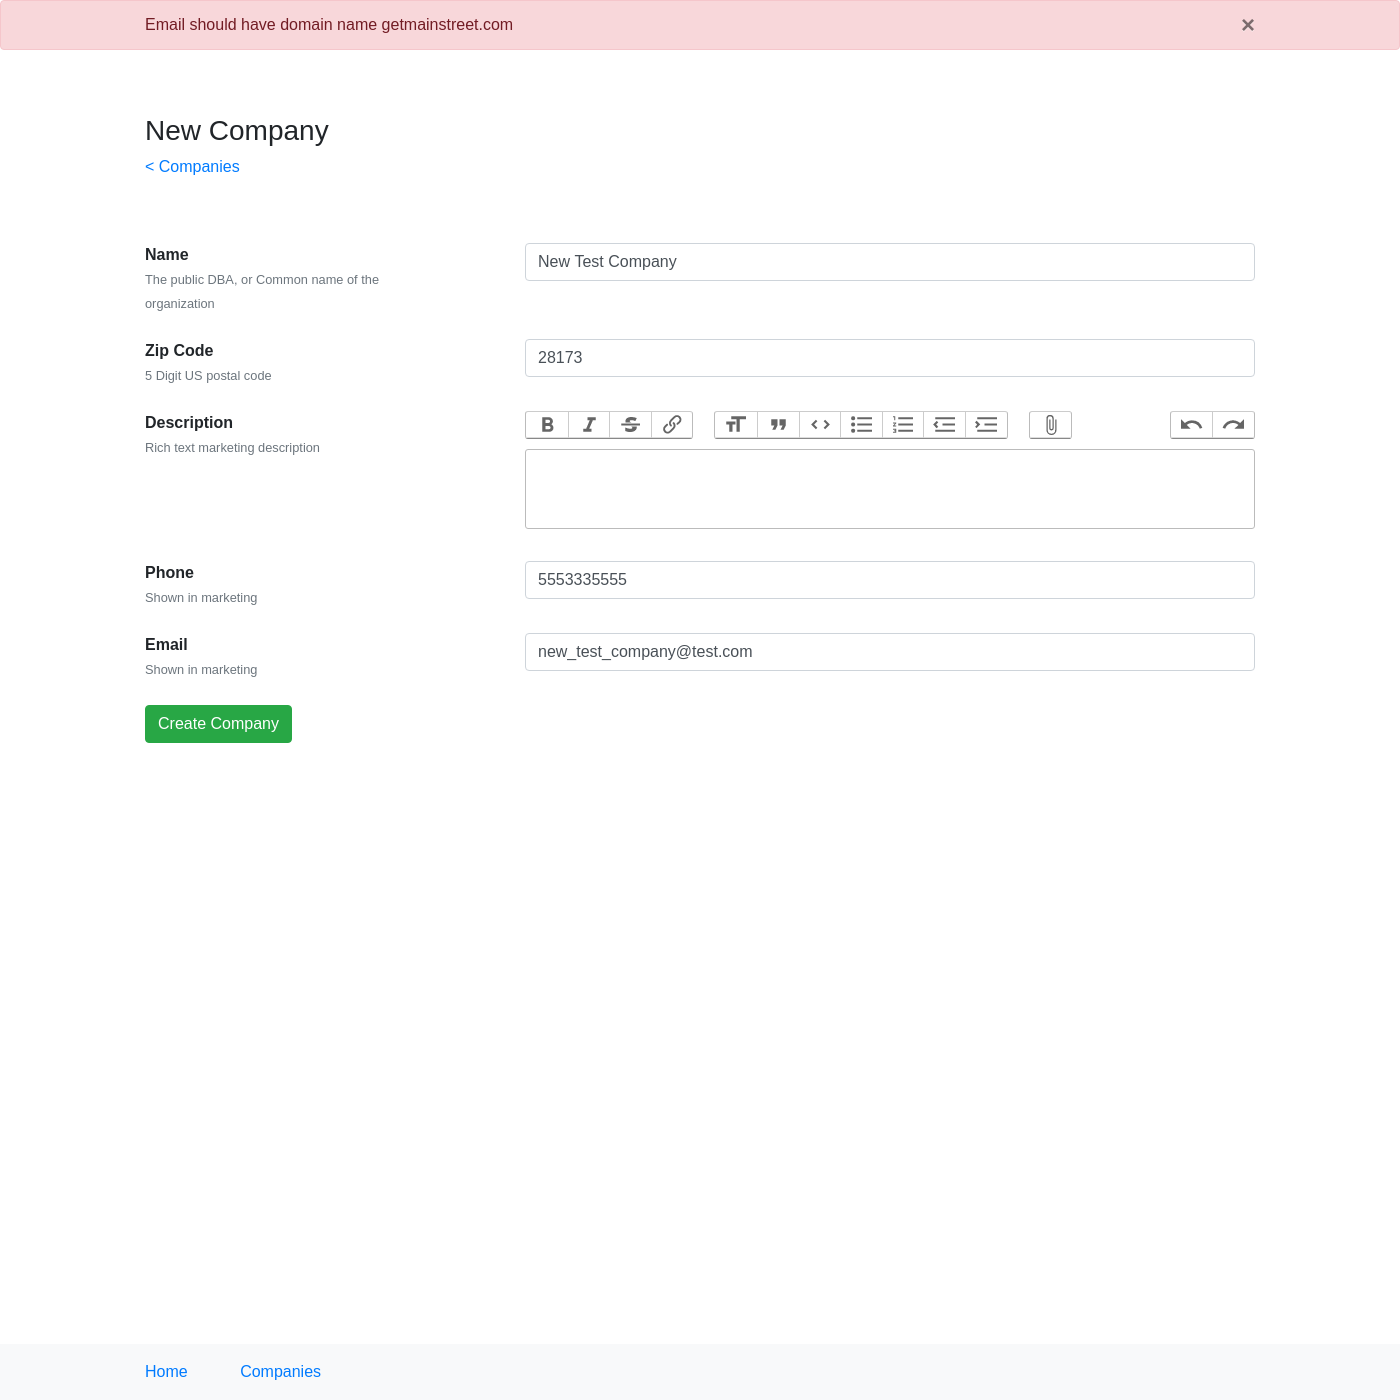 Email should have domain name getmainstreet.com ×
New Company
< Companies
Name
New Test Company
The public DBA, or Common name of the
organization
Zip Code
28173
5 Digit US postal code
Description
Rich text marketing description
Phone
5553335555
Shown in marketing
Email
new_test_company@test.com
Shown in marketing
Create Company
Home Companies